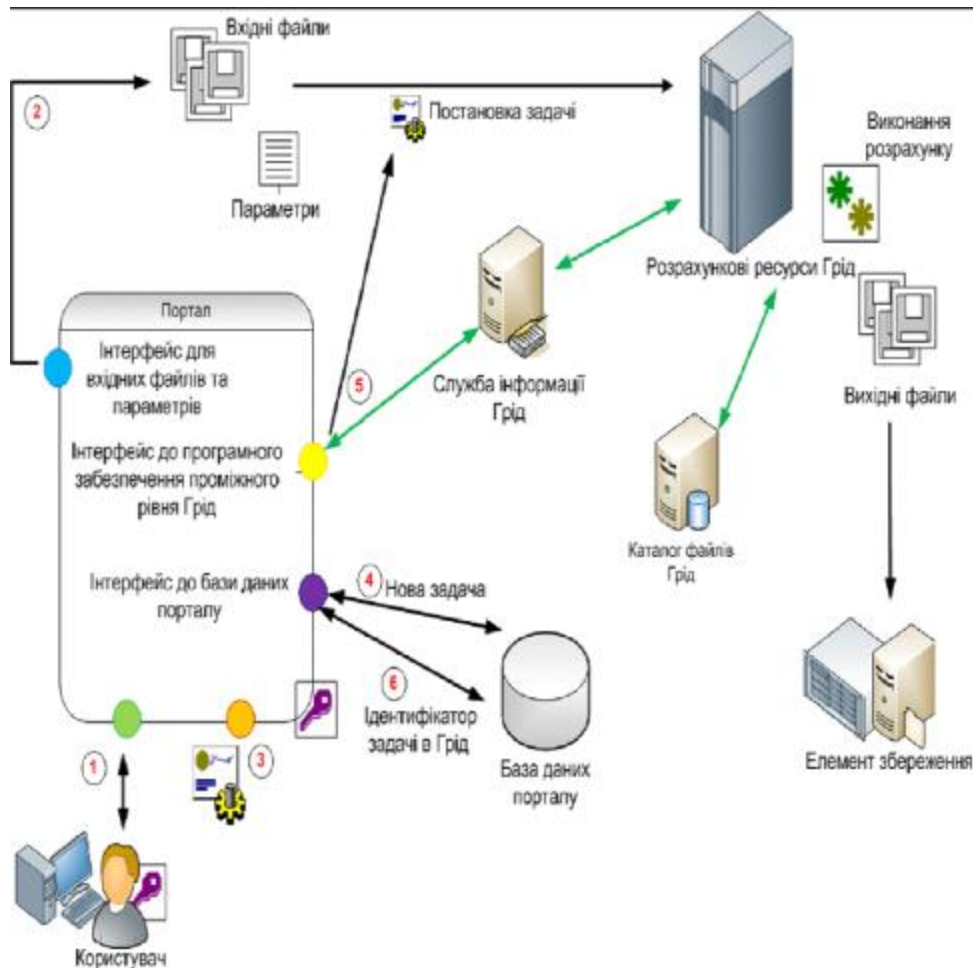 Вхідні файли
2
Постановка задачі
Виконання
розрахунку
Параметри
Розрахункові ресурси Грід
Портал
Інтерфейс для
вхідних файлів та
параметрів
5
Служба інформації
Грід
Вихідні файли
Інтерфейс до програмного
забезпечення проміжного
рівня Грід
Каталог файлів
Грід
Інтерфейс до бази даних
порталу
4
Нова задача
6
Ідентифікатор
задачі в Грід
База даних
порталу
Елемент збереження
1
3
Користувач